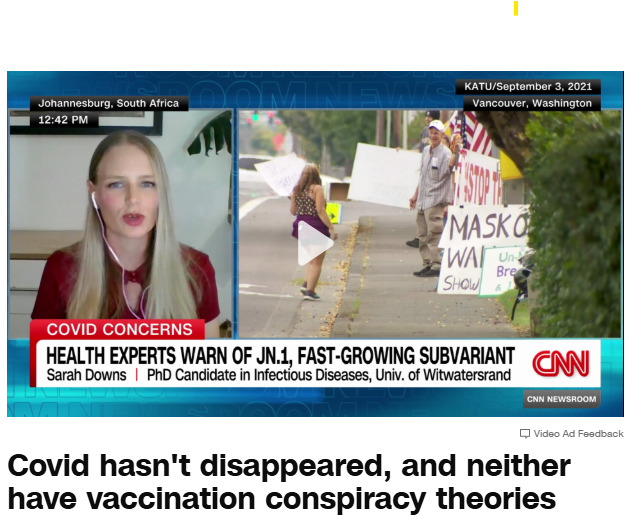 KATU/September 3, 2021
Johannesburg, South Africa
Vancouver, Washington
12:42 PM
MASK
WA
SHOW
Un-
Bre
COVID CONCERNS
HEALTH EXPERTS WARN OF JN.1, FAST-GROWING SUBVARIANT
Sarah Downs | PhD Candidate in Infectious Diseases, Univ. of Witwatersrand
CNN
CNN NEWSROOM
Video Ad Feedback
Covid hasn't disappeared, and neither
have vaccination conspiracy theories